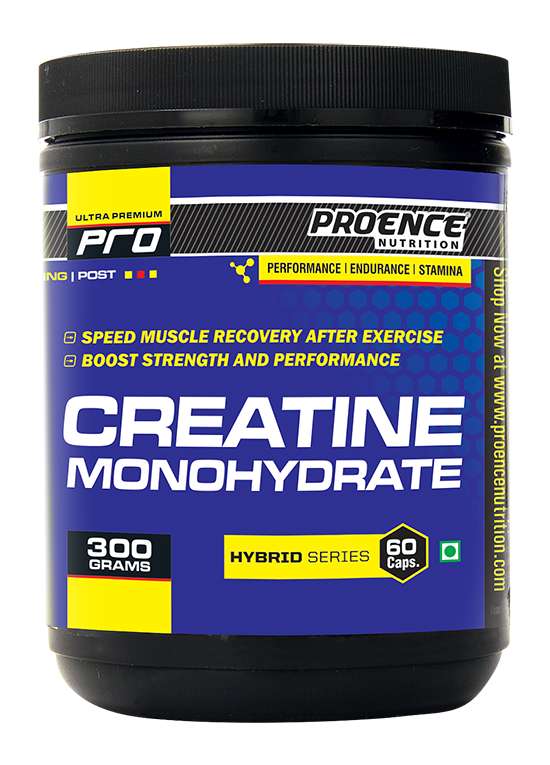 ULTRA PREMIUM
PRO
PROENCE
NUTRITION®
ING | POST
PERFORMANCE | ENDURANCE | STAMINA
SPEED MUSCLE RECOVERY AFTER EXERCISE
BOOST STRENGTH AND PERFORMANCE
CREATINE
MONOHYDRATE
300
GRAMS
HYBRID SERIES
60
Caps.
Shop Now at www.proencenutrition.com